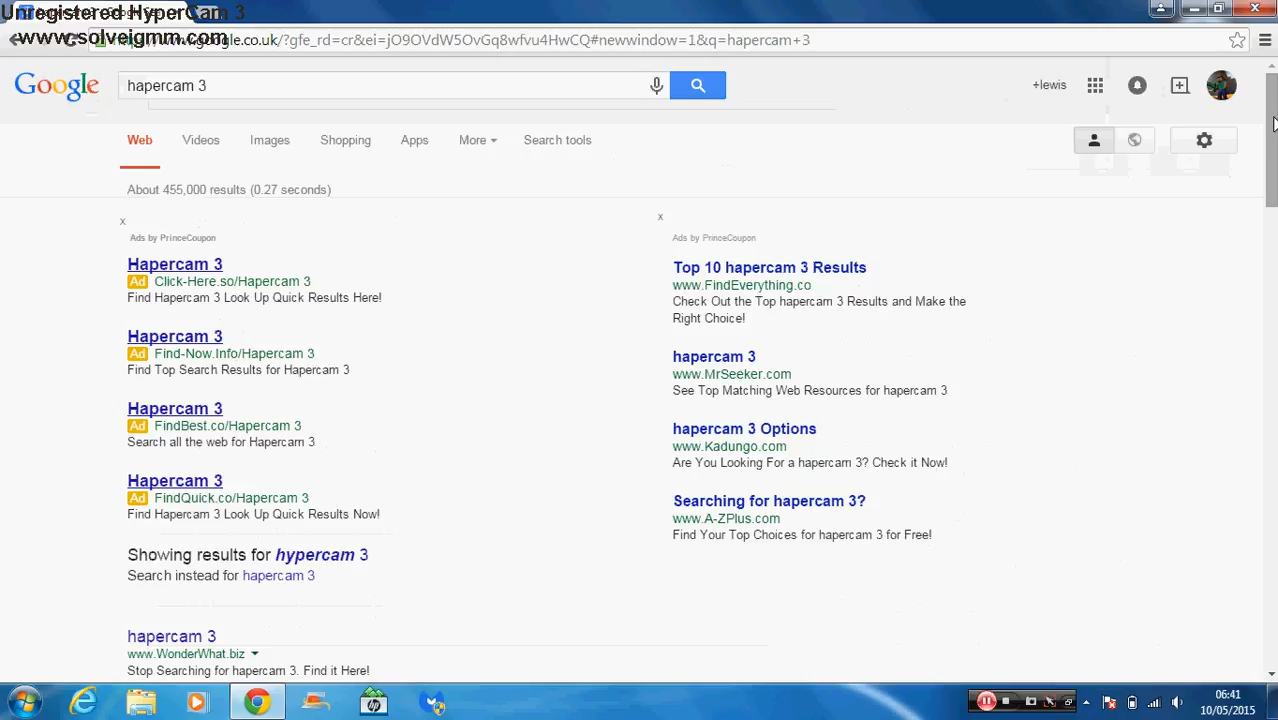 Unregistered HyperCam 3
www.solveigmm.com
google.co.uk/?gfe_rd=cr&ei=jO9OVdW5OvGq8wfvu4HwCQ#newwindow=1&q=hapercam+3
Google
hapercam 3
+lewis
Web Videos Images Shopping Apps More Search tools
About 455,000 results (0.27 seconds)
x
Ads by PrinceCoupon
Hapercam 3
Ad Click-Here.so/Hapercam 3
Find Hapercam 3 Look Up Quick Results Here!
Hapercam 3
Ad Find-Now.Info/Hapercam 3
Find Top Search Results for Hapercam 3
Hapercam 3
Ad FindBest.co/Hapercam 3
Search all the web for Hapercam 3
Hapercam 3
Ad FindQuick.co/Hapercam 3
Find Hapercam 3 Look Up Quick Results Now!
Showing results for hypercam 3
Search instead for hapercam 3
hapercam 3
www.WonderWhat.biz
Stop Searching for hapercam 3. Find it Here!
x
Ads by PrinceCoupon
Top 10 hapercam 3 Results
www.FindEverything.co
Check Out the Top hapercam 3 Results and Make the
Right Choice!
hapercam 3
www.MrSeeker.com
See Top Matching Web Resources for hapercam 3
hapercam 3 Options
www.Kadungo.com
Are You Looking For a hapercam 3? Check it Now!
Searching for hapercam 3?
www.A-ZPlus.com
Find Your Top Choices for hapercam 3 for Free!
hp
06:41
10/05/2015